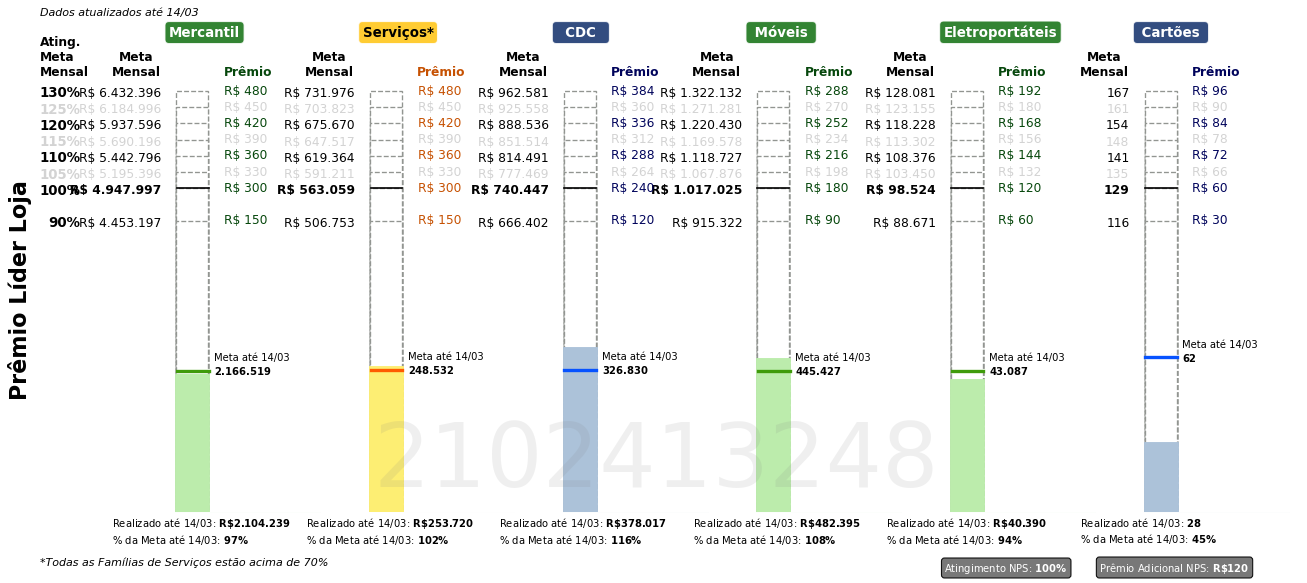 Dados atualizados até 14/03
Mercantil Serviços* CDC Móveis Eletroportáteis Cartões
Ating. Meta Mensal Meta Mensal Prêmio Meta Mensal Prêmio Meta Mensal Prêmio Meta Mensal Prêmio Meta Mensal Prêmio Meta Mensal Prêmio
130% R$ 6.432.396 R$ 480 R$ 731.976 R$ 480 R$ 962.581 R$ 384 R$ 1.322.132 R$ 288 R$ 128.081 R$ 192 167 R$ 96
125% R$ 6.184.996 R$ 450 R$ 703.823 R$ 450 R$ 925.558 R$ 360 R$ 1.271.281 R$ 270 R$ 123.155 R$ 180 161 R$ 90
120% R$ 5.937.596 R$ 420 R$ 675.670 R$ 420 R$ 888.536 R$ 336 R$ 1.220.430 R$ 252 R$ 118.228 R$ 168 154 R$ 84
115% R$ 5.690.196 R$ 390 R$ 647.517 R$ 390 R$ 851.514 R$ 312 R$ 1.169.578 R$ 234 R$ 113.302 R$ 156 148 R$ 78
110% R$ 5.442.796 R$ 360 R$ 619.364 R$ 360 R$ 814.491 R$ 288 R$ 1.118.727 R$ 216 R$ 108.376 R$ 144 141 R$ 72
105% R$ 5.195.396 R$ 330 R$ 591.211 R$ 330 R$ 777.469 R$ 264 R$ 1.067.876 R$ 198 R$ 103.450 R$ 132 135 R$ 66
100% R$ 4.947.997 R$ 300 R$ 563.059 R$ 300 R$ 740.447 R$ 240 R$ 1.017.025 R$ 180 R$ 98.524 R$ 120 129 R$ 60
90% R$ 4.453.197 R$ 150 R$ 506.753 R$ 150 R$ 666.402 R$ 120 R$ 915.322 R$ 90 R$ 88.671 R$ 60 116 R$ 30
Prêmio Líder Loja
Meta até 14/03 Meta até 14/03 Meta até 14/03 Meta até 14/03 Meta até 14/03 Meta até 14/03
2.166.519 248.532 326.830 445.427 43.087 62
2102413248
Realizado até 14/03: R$2.104.239 Realizado até 14/03: R$253.720 Realizado até 14/03: R$378.017 Realizado até 14/03: R$482.395 Realizado até 14/03: R$40.390 Realizado até 14/03: 28
% da Meta até 14/03: 97% % da Meta até 14/03: 102% % da Meta até 14/03: 116% % da Meta até 14/03: 108% % da Meta até 14/03: 94% % da Meta até 14/03: 45%
*Todas as Famílias de Serviços estão acima de 70%
Atingimento NPS: 100% Prêmio Adicional NPS: R$120